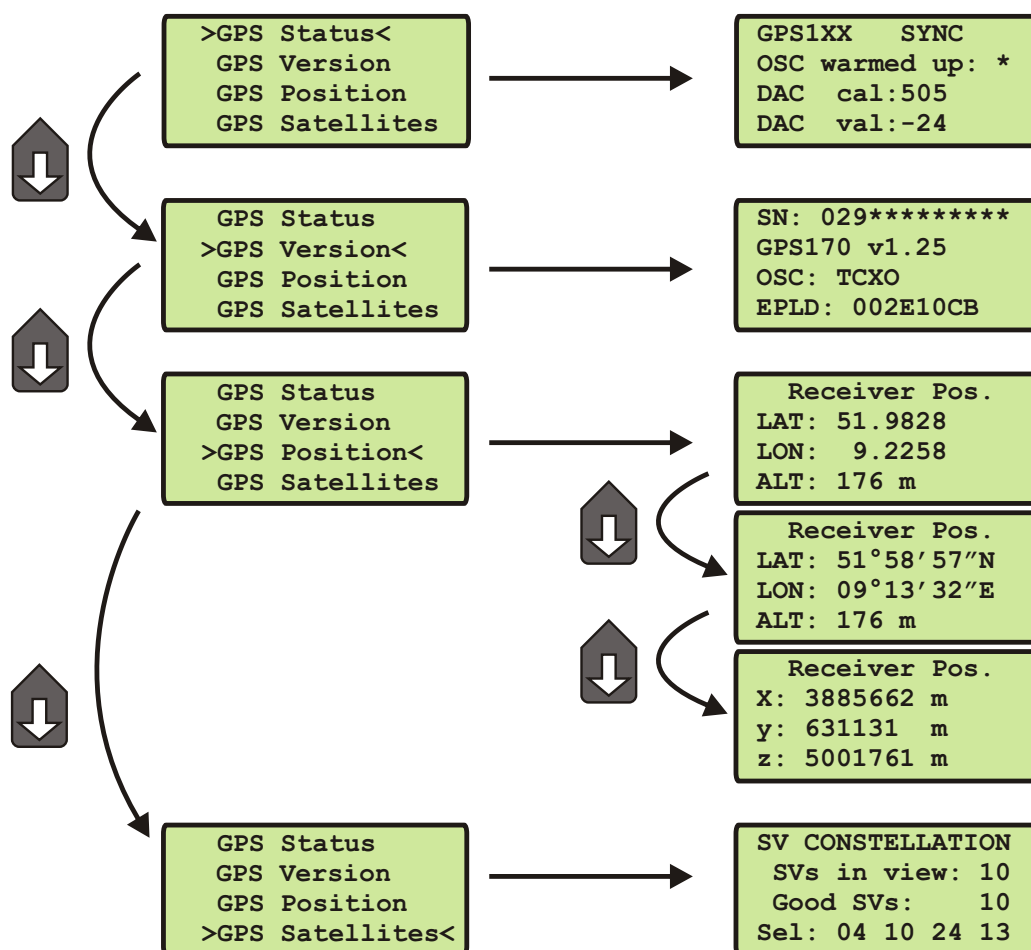 >GPS Status<
GPS Version
GPS Position
GPS Satellites
GPS1XX SYNC
OSC warmed up: *
DAC cal:505
DAC val:-24
GPS Status
>GPS Version<
GPS Position
GPS Satellites
SN: 029*********
GPS170 v1.25
OSC: TCXO
EPLD: 002E10CB
GPS Status
GPS Version
>GPS Position<
GPS Satellites
Receiver Pos.
LAT: 51.9828
LON: 9.2258
ALT: 176 m
Receiver Pos.
LAT: 51°58′57″N
LON: 09°13′32″E
ALT: 176 m
Receiver Pos.
X: 3885662 m
y: 631131 m
z: 5001761 m
GPS Status
GPS Version
GPS Position
>GPS Satellites<
SV CONSTELLATION
SVs in view: 10
Good SVs: 10
Sel: 04 10 24 13